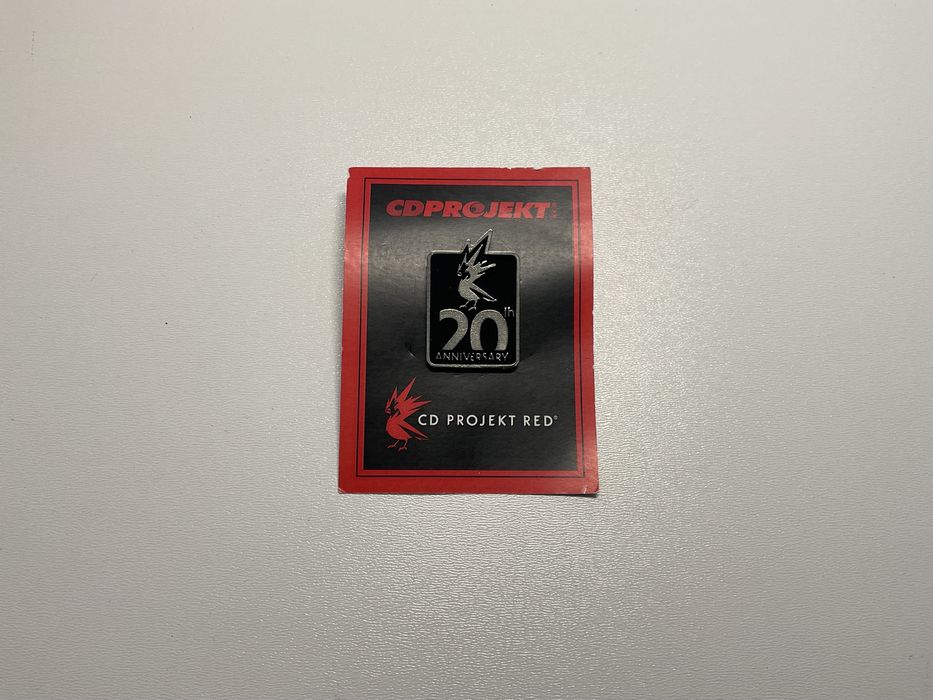 CDPROJEKT
20th
ANNIVERSARY
CD PROJEKT RED®